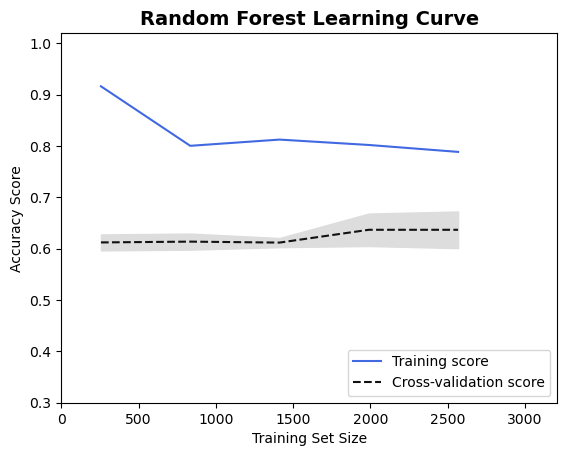 Random Forest Learning Curve
1.0
0.9
0.8
0.7
0.6
0.5
0.4
0.3
Accuracy Score
Training score
Cross-validation score
0 500 1000 1500 2000 2500 3000
Training Set Size